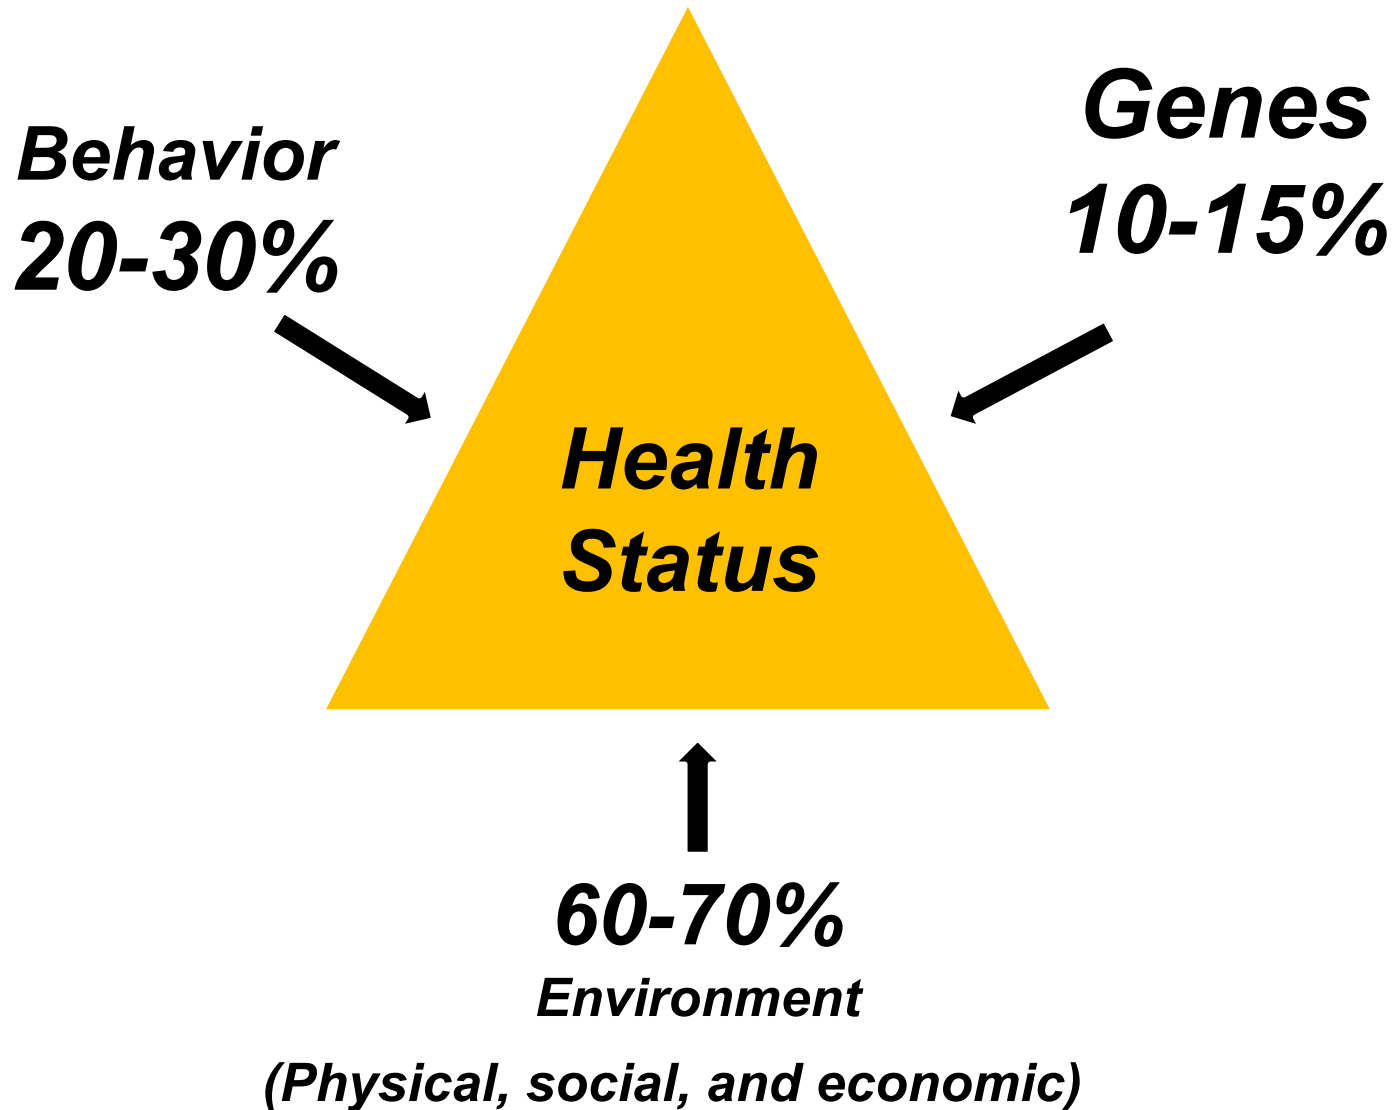 Behavior
20-30%
Genes
10-15%
Health
Status
60-70%
Environment
(Physical, social, and economic)